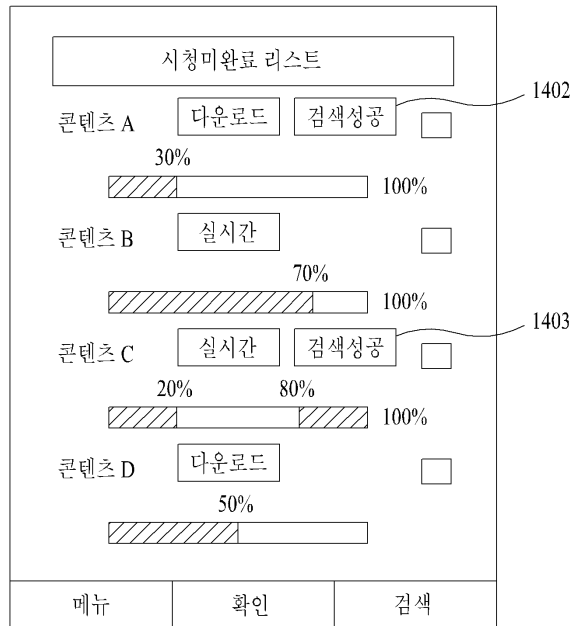 시청미완료 리스트
콘텐츠 A 다운로드 검색성공 1402
30%
100%
콘텐츠 B 실시간
70%
100%
콘텐츠 C 실시간 검색성공 1403
20% 80%
100%
콘텐츠 D 다운로드
50%
메뉴 확인 검색